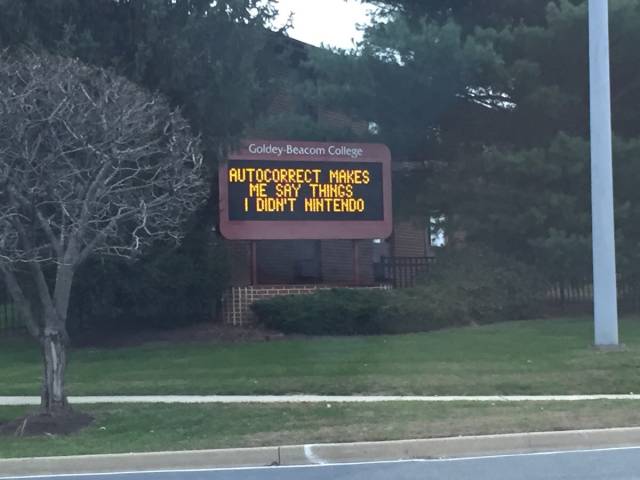 Goldey-Beacom College
AUTOCORRECT MAKES
ME SAY THINGS
I DIDN'T NINTENDO